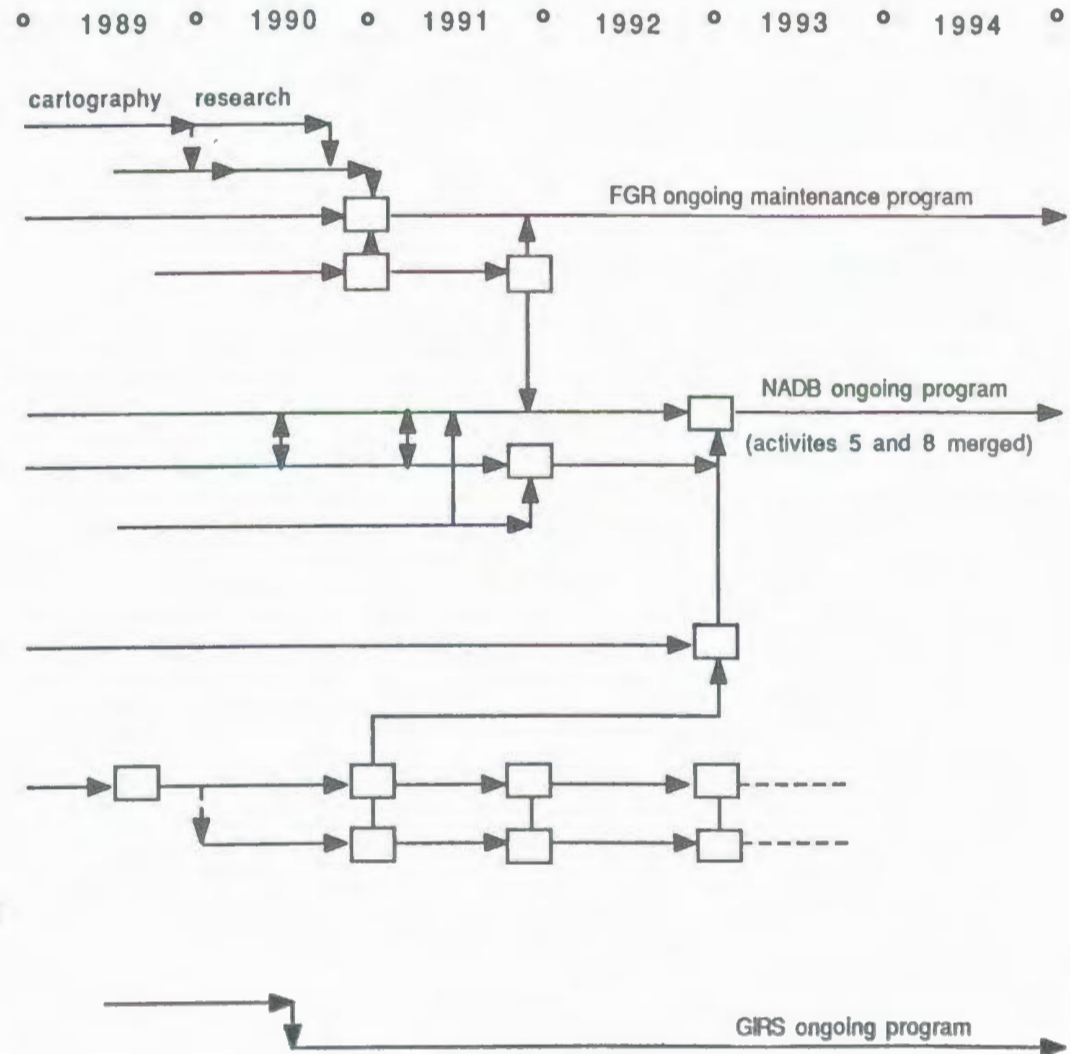 1989 1990 1991 1992 1993 1994
cartography research
FGR ongoing maintenance program
NADB ongoing program
(activites 5 and 8 merged)
GIRS ongoing program